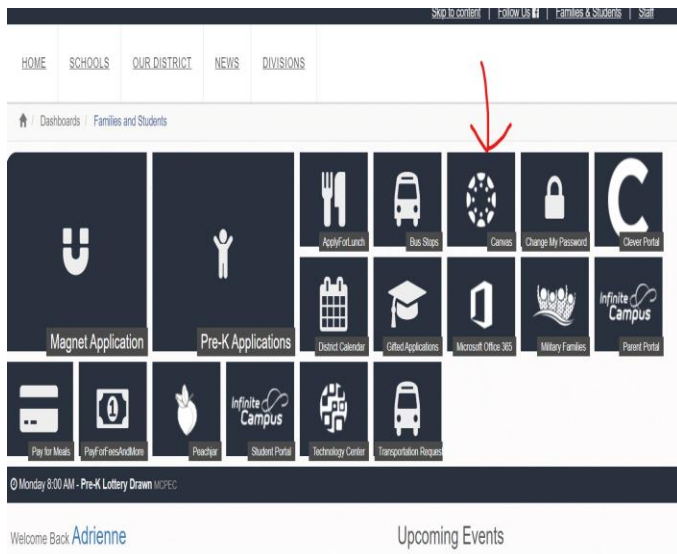 Skip to content | Follow Us | Families & Students | Staff
HOME SCHOOLS OUR DISTRICT NEWS DIVISIONS
/ Dashboards / Families and Students
ApplyForLunch Bus Stops Canvas Change My Password Clever Portal
Magnet Application Pre-K Applications
Infinite Campus
District Calendar Gifted Applications Microsoft Office 365 Military Families Parent Portal
1
Infinite Campus
Pay for Meals PayForFeesAndMore Peachjar Student Portal Technology Center Transportation Request
Monday 8:00 AM - Pre-K Lottery Drawn MCPEC
Welcome Back Adrienne Upcoming Events